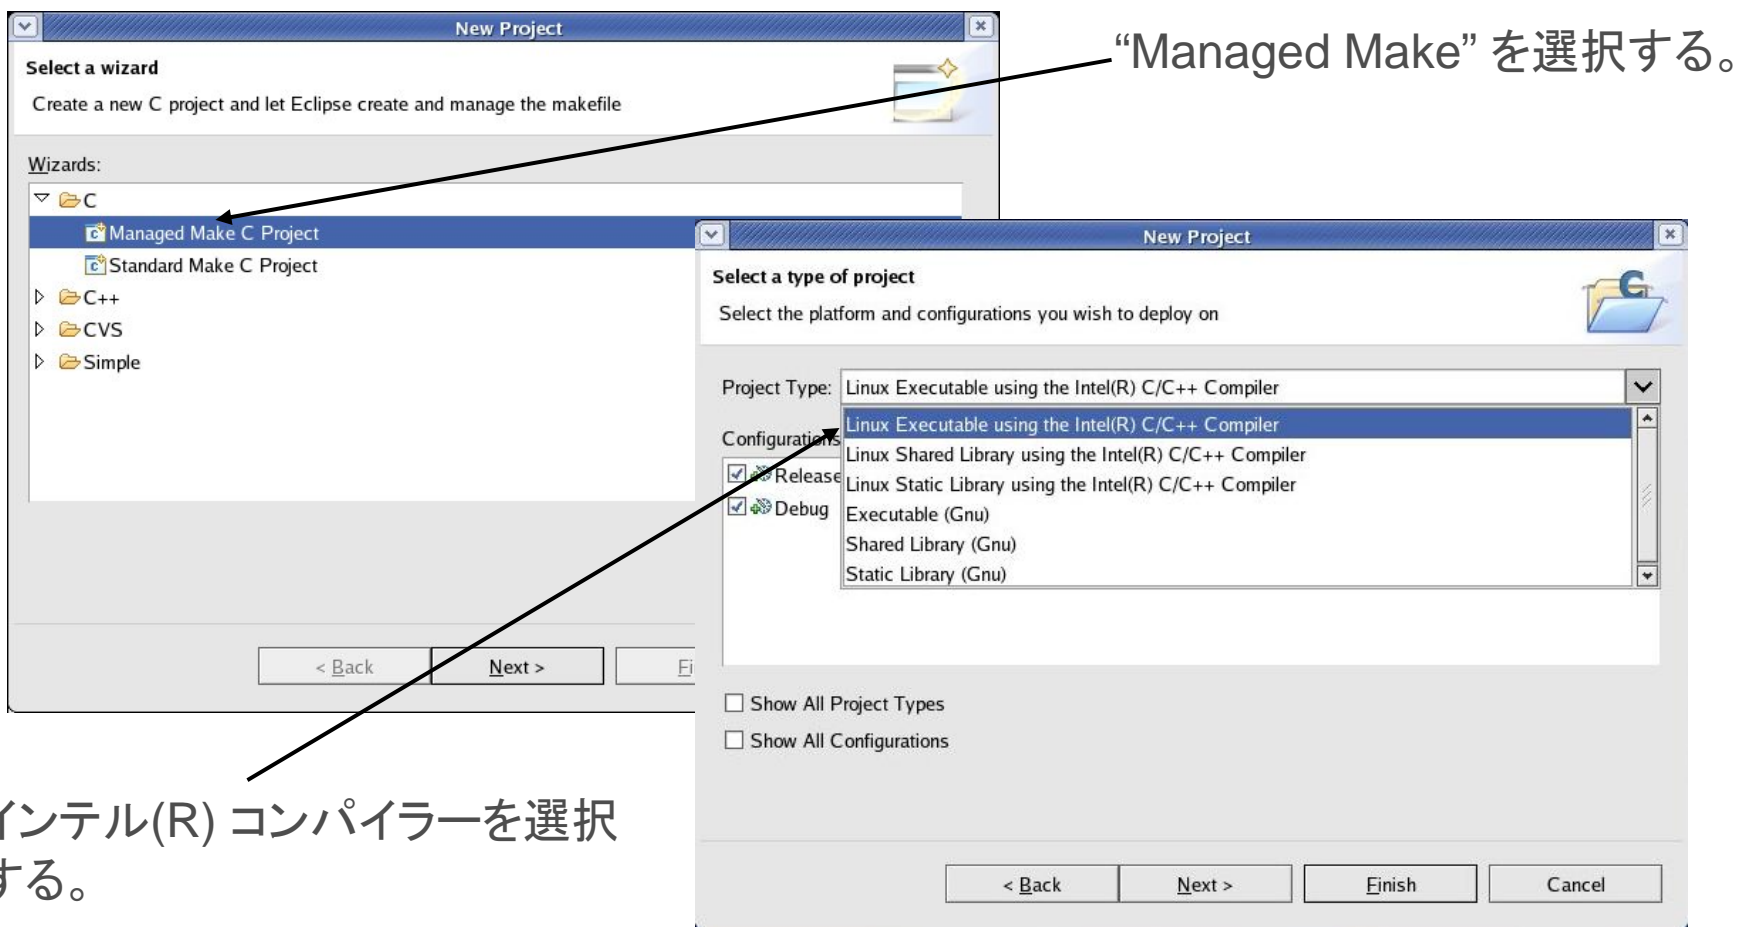 New Project
"Managed Make" を選択する。
Select a wizard
Create a new C project and let Eclipse create and manage the makefile
Wizards:
C
Managed Make C Project
Standard Make C Project
C++
CVS
Simple
< Back
Next >
Fi
New Project
Select a type of project
Select the platform and configurations you wish to deploy on
Project Type: Linux Executable using the Intel(R) C/C++ Compiler
Linux Executable using the Intel(R) C/C++ Compiler
Configurations
Linux Shared Library using the Intel(R) C/C++ Compiler
Release
Linux Static Library using the Intel(R) C/C++ Compiler
Debug
Executable (Gnu)
Shared Library (Gnu)
Static Library (Gnu)
Show All Project Types
Show All Configurations
< Back
Next >
Finish
Cancel
インテル(R) コンパイラーを選択
する。